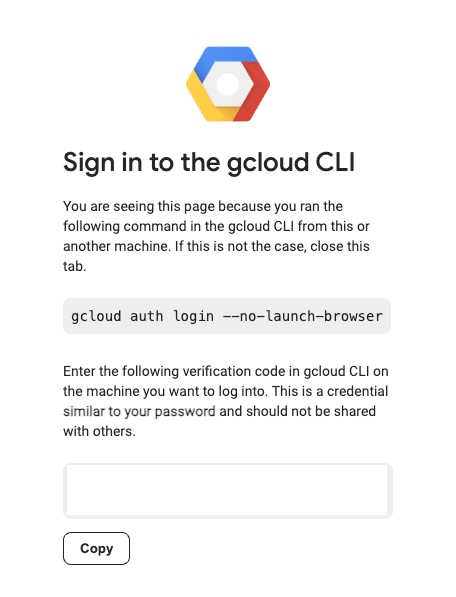 Sign in to the gcloud CLI
You are seeing this page because you ran the
following command in the gcloud CLI from this or
another machine. If this is not the case, close this
tab.
gcloud auth login --no-launch-browser
Enter the following verification code in gcloud CLI on
the machine you want to log into. This is a credential
similar to your password and should not be shared
with others.
Copy